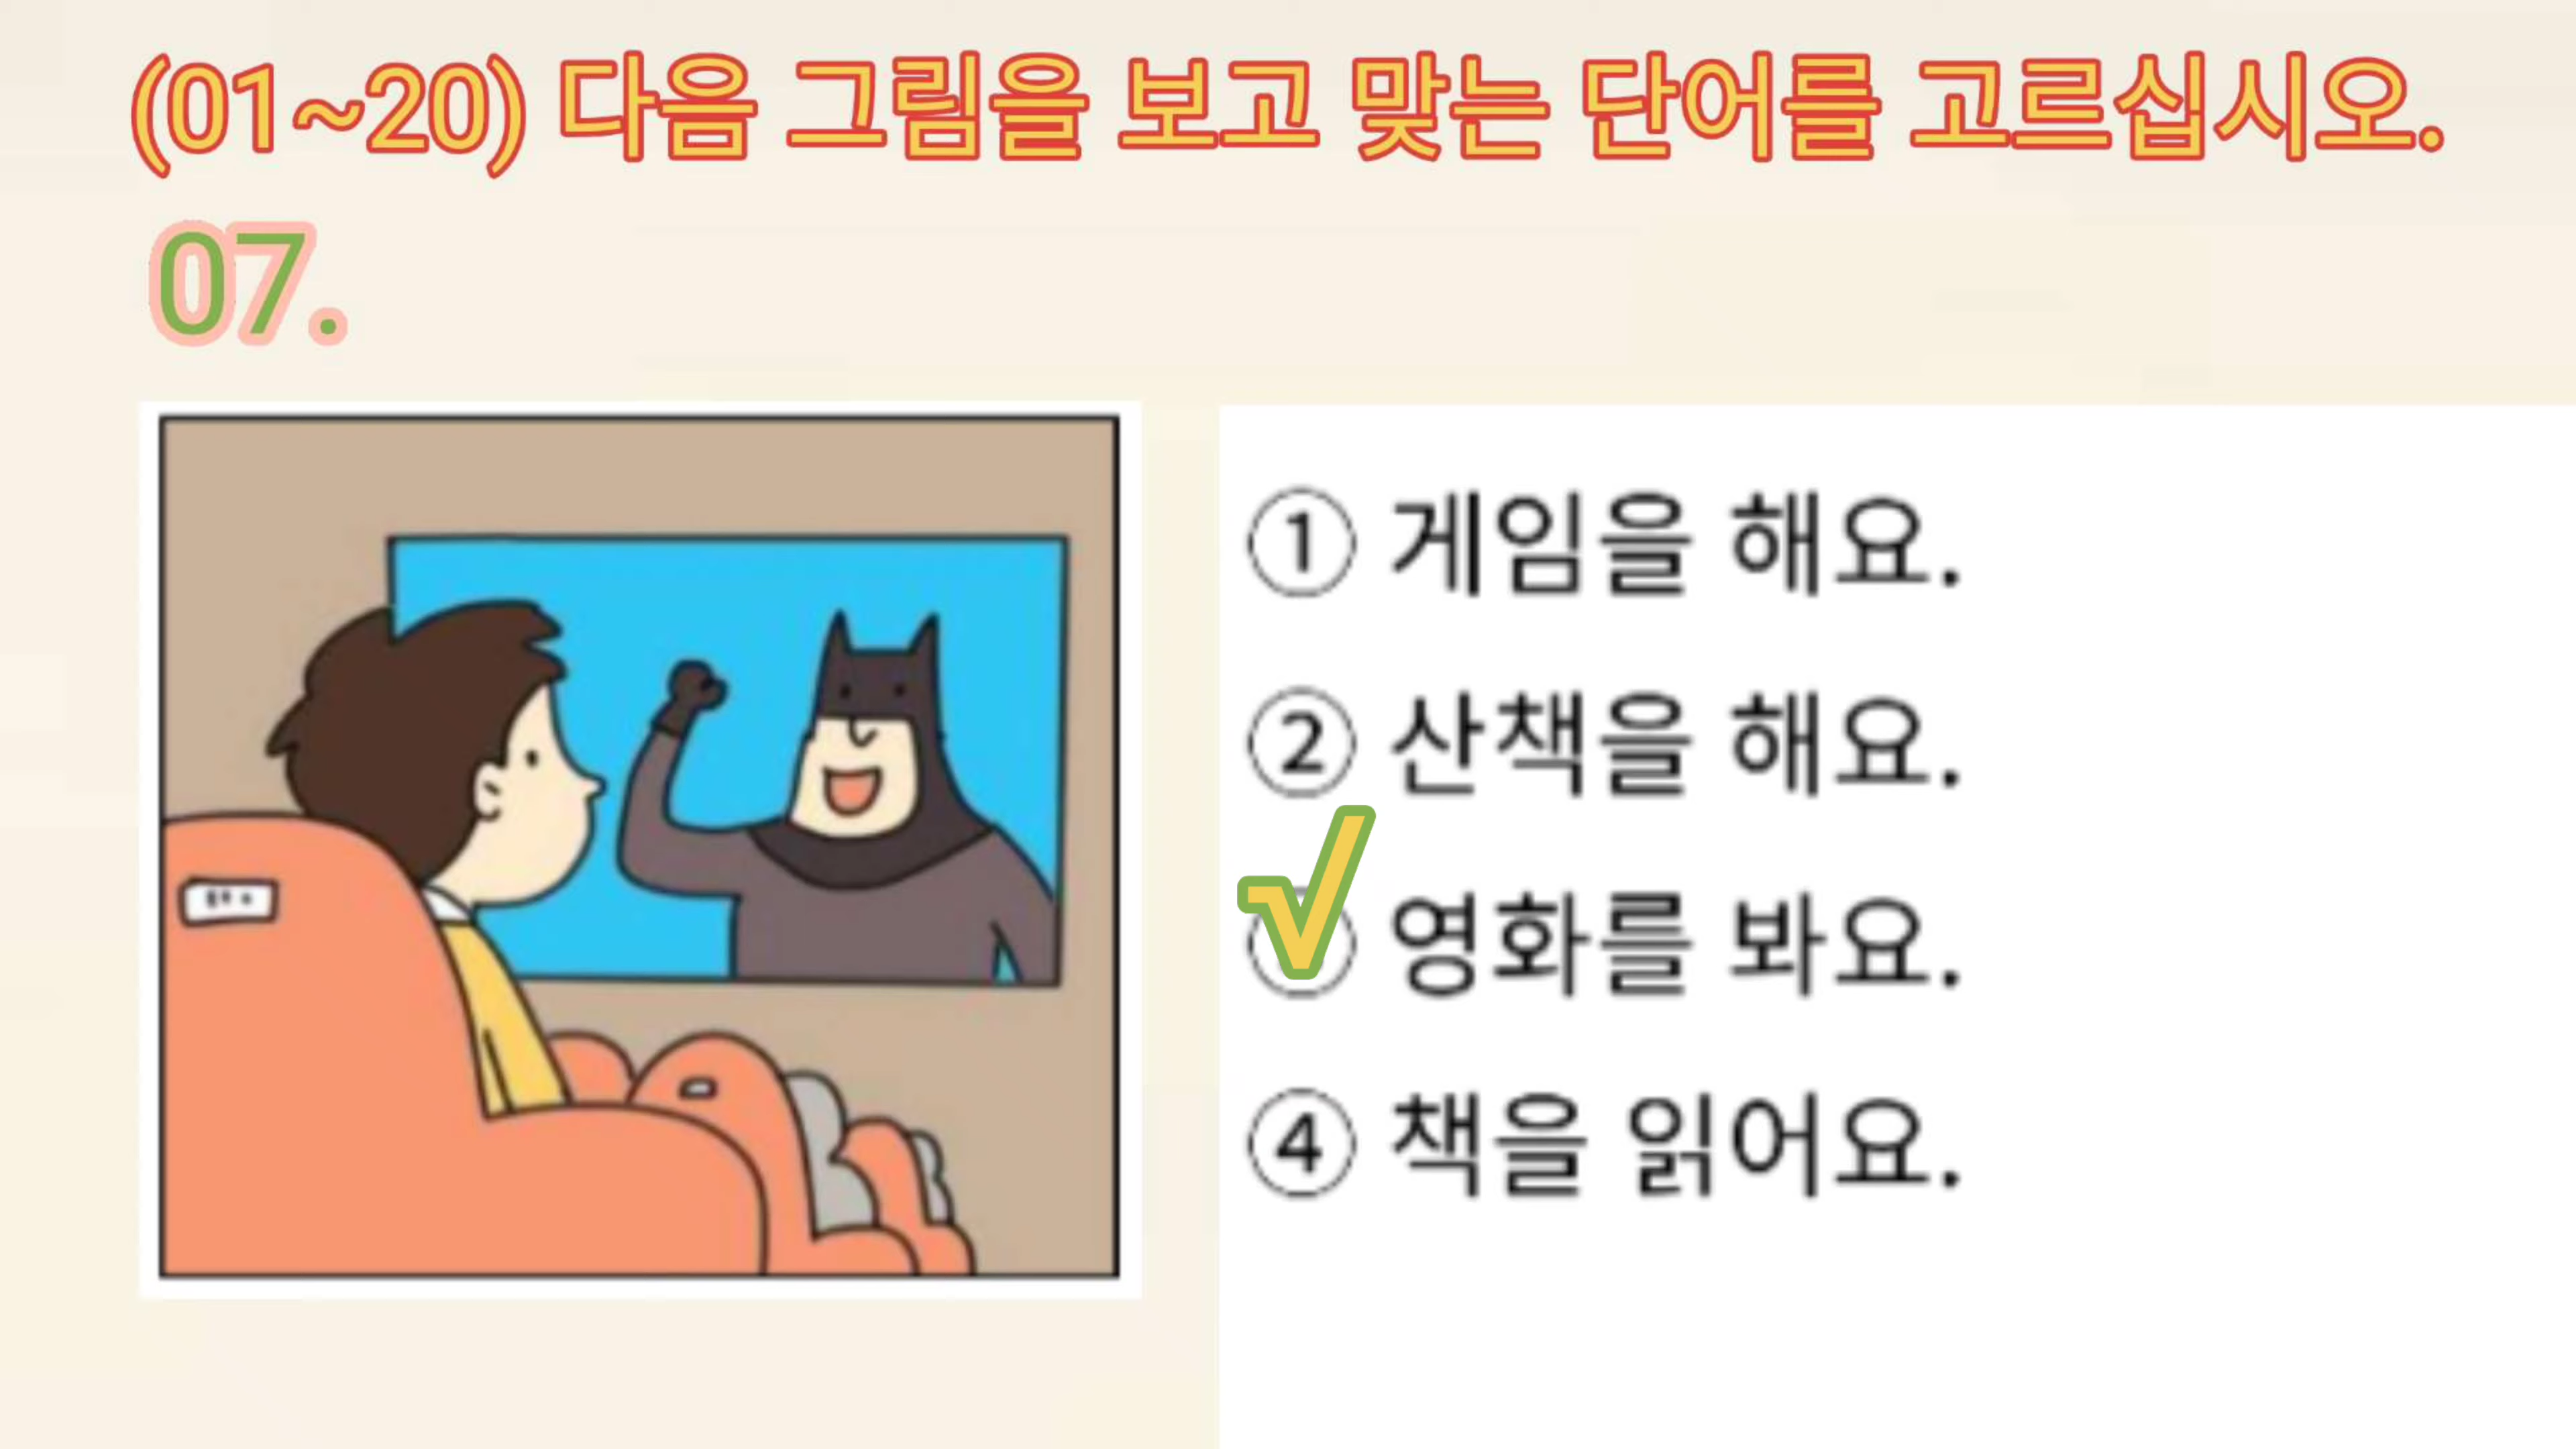 (01~20) 다음 그림을 보고 맞는 단어를 고르십시오.
07.
① 게임을 해요.
② 산책을 해요.
√ 영화를 봐요.
④ 책을 읽어요.